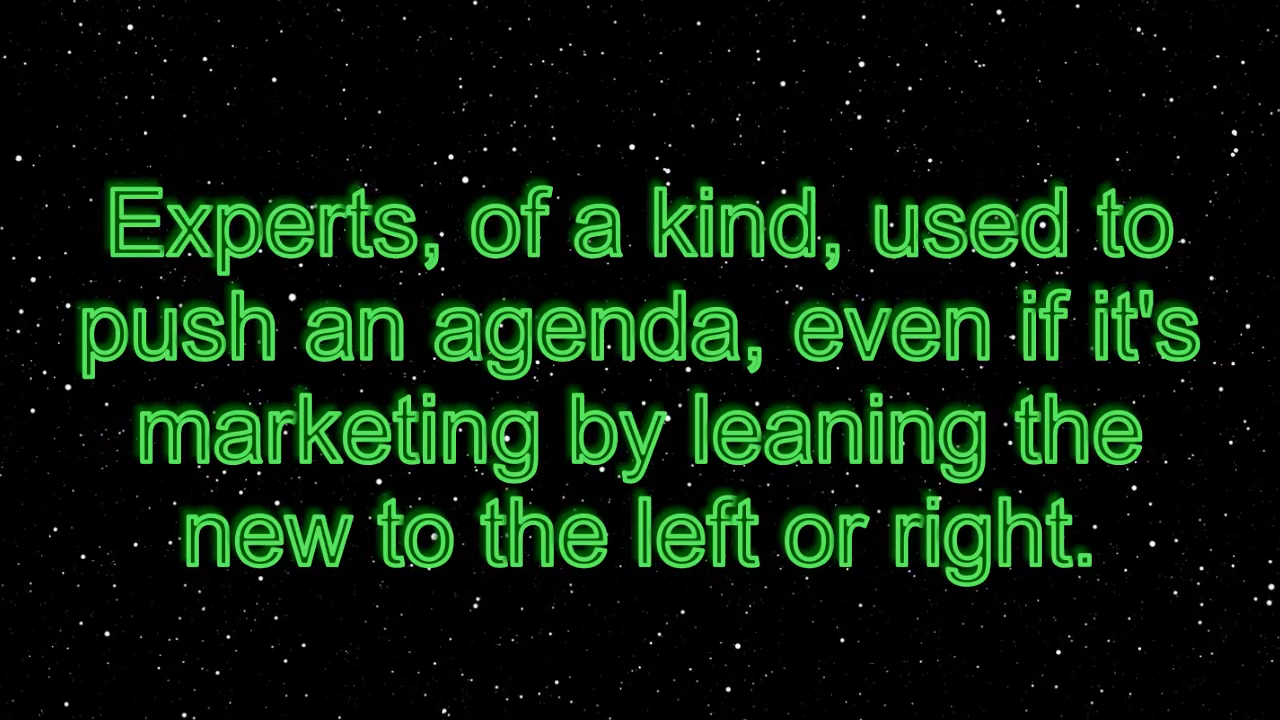 Experts, of a kind, used to
push an agenda, even if it's
marketing by leaning the
new to the left or right.